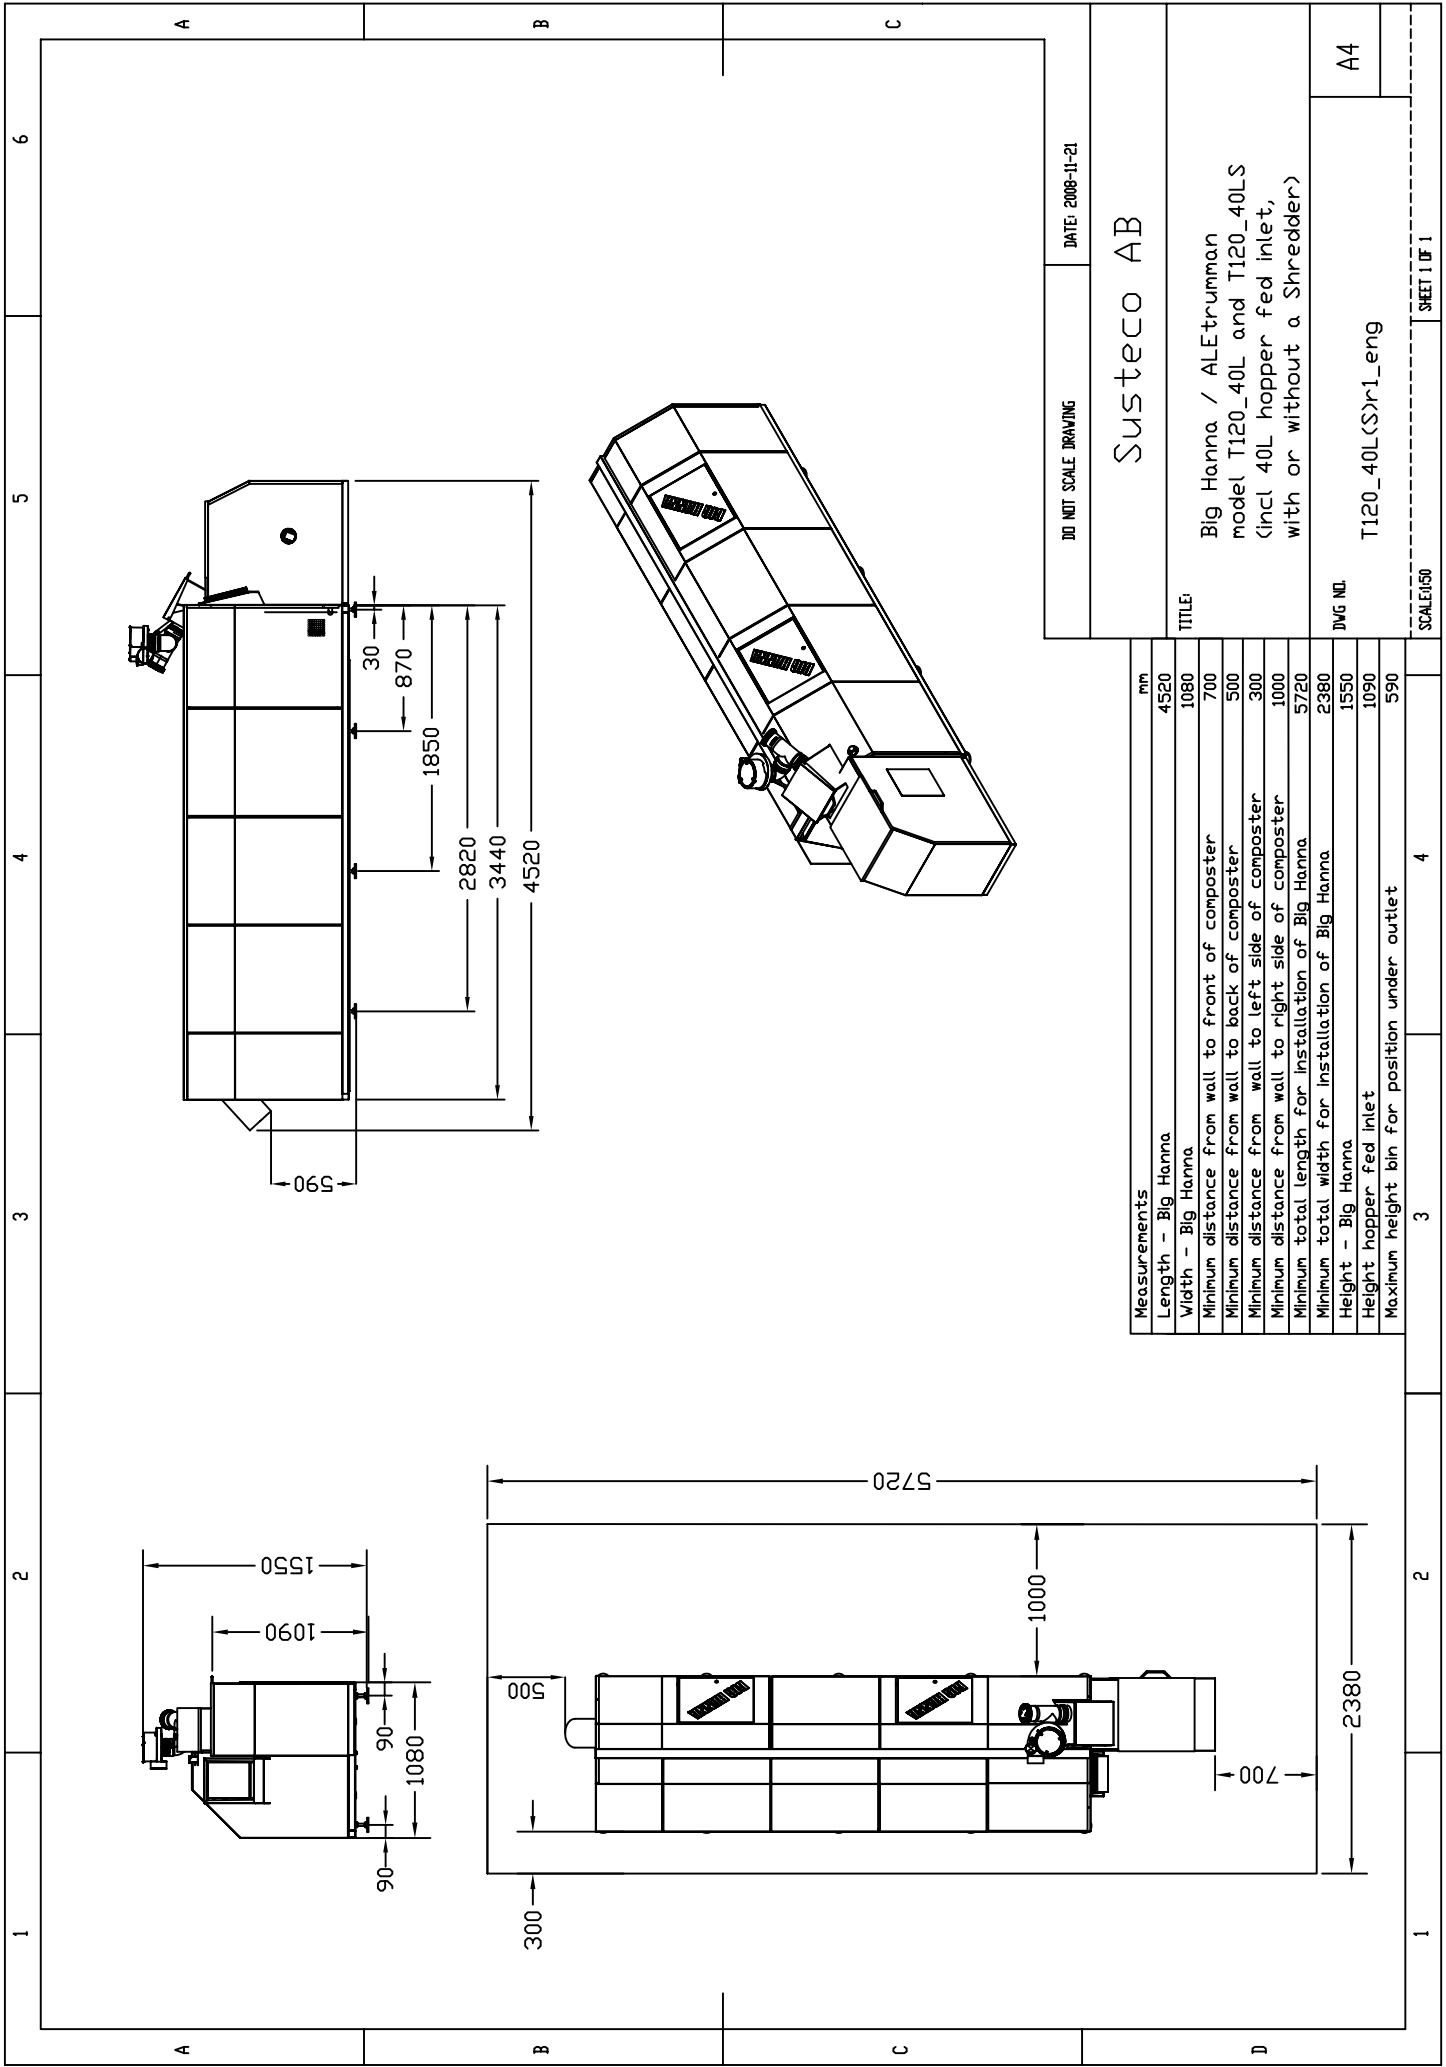 1
2
3
4
5
6
A
B
C
A
B
C
D
1
2
3
4
1550
1090
90
90
1080
30
870
1850
2820
3440
4520
590
5720
500
1000
700
300
2380
Measurements mm
Length - Big Hanna 4520
Width - Big Hanna 1080
Minimum distance from wall to front of composter 700
Minimum distance from wall to back of composter 500
Minimum distance from wall to left side of composter 300
Minimum distance from wall to right side of composter 1000
Minimum total length for installation of Big Hanna 5720
Minimum total width for installation of Big Hanna 2380
Height - Big Hanna 1550
Height hopper fed inlet 1090
Maximum height bin for position under outlet 590
DO NOT SCALE DRAWING
DATE: 2008-11-21
Susteco AB
TITLE:
Big Hanna / ALEtrumman
model T120_40L and T120_40LS
(incl 40L hopper fed inlet,
with or without a Shredder)
DWG NO.
T120_40L(S)r1_eng
A4
SCALE:1:50
SHEET 1 OF 1